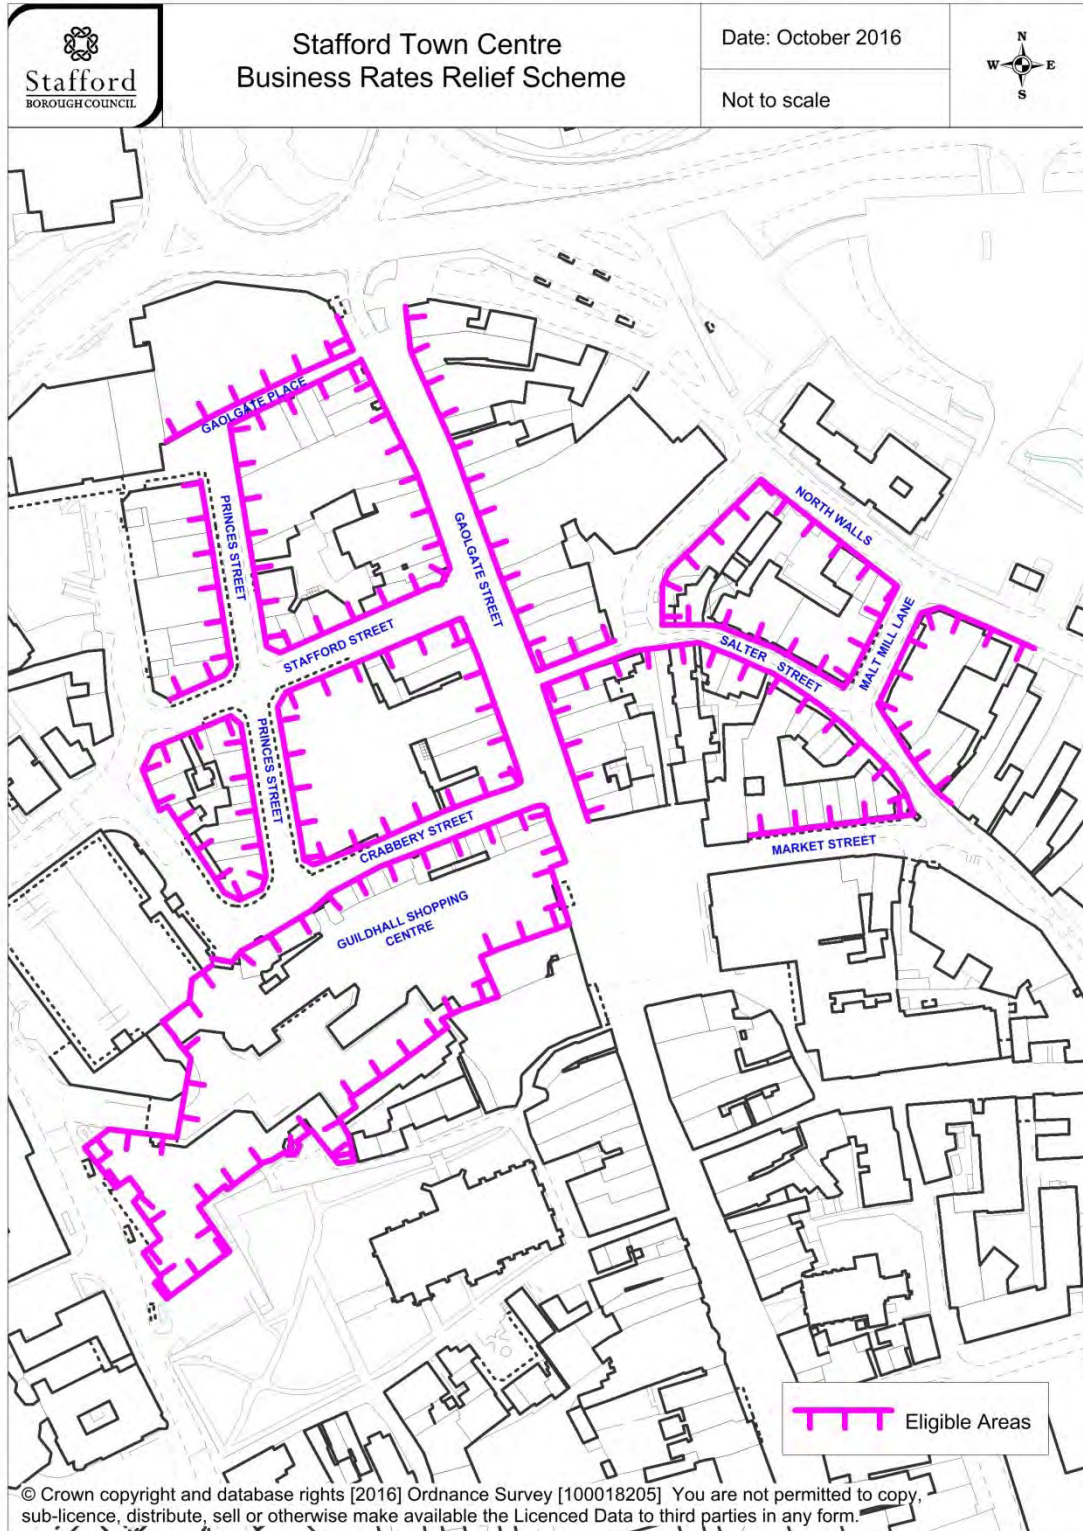 Stafford
BOROUGH COUNCIL
Stafford Town Centre
Business Rates Relief Scheme
Date: October 2016
Not to scale
N
W E
S
GAOLGATE PLACE
PRINCES STREET
GAOLGATE STREET
NORTH WALLS
STAFFORD STREET
SALTER STREET
MALT MILL LANE
PRINCES STREET
CRABBERY STREET
MARKET STREET
GUILDHALL SHOPPING
CENTRE
Eligible Areas
© Crown copyright and database rights [2016] Ordnance Survey [100018205] You are not permitted to copy,
sub-licence, distribute, sell or otherwise make available the Licenced Data to third parties in any form.